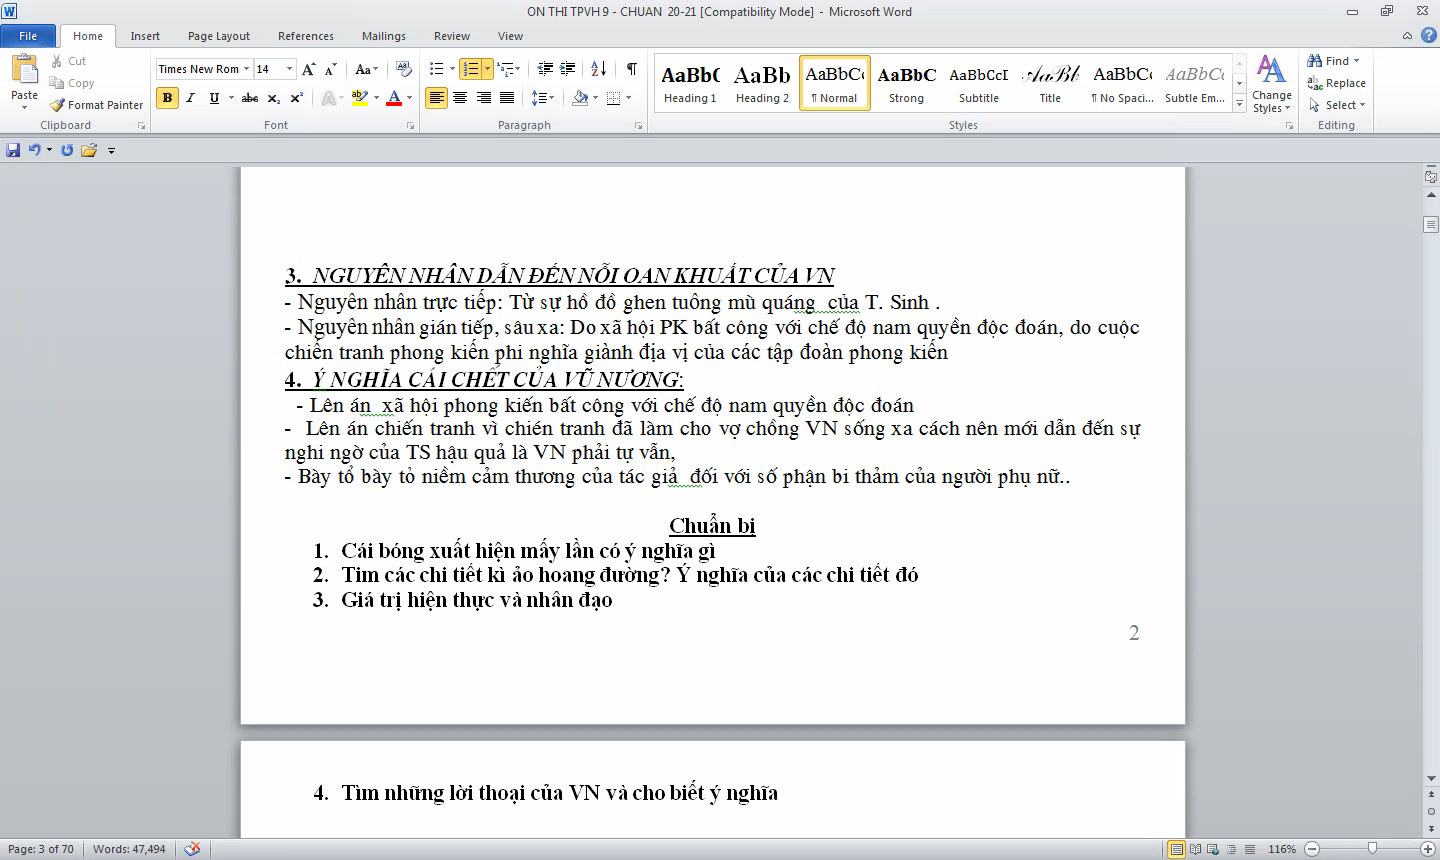 ON THI TPVH 9 - CHUAN 20-21 [Compatibility Mode] - Microsoft Word
File Home Insert Page Layout References Mailings Review View
Paste
Cut
Copy
Format Painter
Clipboard
Times New Rom 14
Font
Paragraph
AaBbC AaBb AaBbCc AaBbC AaBbCcI AaBb AaBbCc AaBbCc
Heading 1 Heading 2 ¶ Normal Strong Subtitle Title ¶ No Spaci... Subtle Em...
Change Styles
Styles
Find
Replace
Select
Editing
3. NGUYÊN NHÂN DẪN ĐẾN NỖI OAN KHUẤT CỦA VN
- Nguyên nhân trực tiếp: Từ sự hồ đồ ghen tuông mù quáng của T. Sinh .
- Nguyên nhân gián tiếp, sâu xa: Do xã hội PK bất công với chế độ nam quyền độc đoán, do cuộc
chiến tranh phong kiến phi nghĩa giành địa vị của các tập đoàn phong kiến
4. Ý NGHĨA CÁI CHẾT CỦA VŨ NƯƠNG:
- Lên án xã hội phong kiến bất công với chế độ nam quyền độc đoán
- Lên án chiến tranh vì chién tranh đã làm cho vợ chồng VN sống xa cách nên mới dẫn đến sự
nghi ngờ của TS hậu quả là VN phải tự vẫn,
- Bày tổ bày tỏ niềm cảm thương của tác giả đối với số phận bi thảm của người phụ nữ..
Chuẩn bị
1. Cái bóng xuất hiện mấy lần có ý nghĩa gì
2. Tim các chi tiết kì ảo hoang đường? Ý nghĩa của các chi tiết đó
3. Giá trị hiện thực và nhân đạo
2
4. Tìm những lời thoại của VN và cho biết ý nghĩa
Page: 3 of 70 Words: 47,494 116%